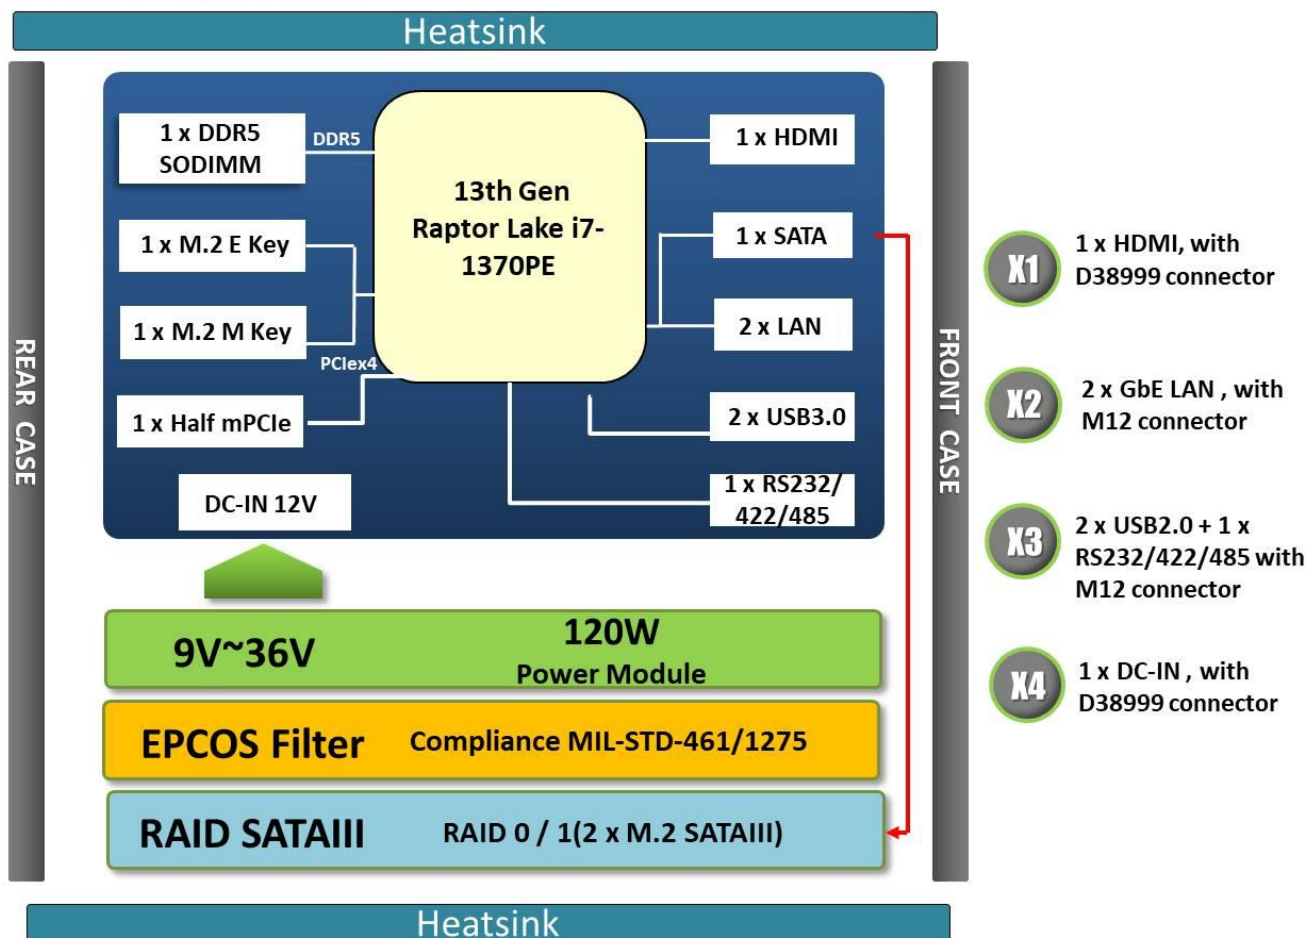 Heatsink
REAR CASE
1 x DDR5
SODIMM
DDR5
1 x M.2 E Key
1 x M.2 M Key
PCIex4
1 x Half mPCIe
DC-IN 12V
13th Gen
Raptor Lake i7-
1370PE
1 x HDMI
1 x SATA
2 x LAN
2 x USB3.0
1 x RS232/
422/485
9V~36V
120W
Power Module
EPCOS Filter
Compliance MIL-STD-461/1275
RAID SATAIII
RAID 0 / 1(2 x M.2 SATAIII)
FRONT CASE
X1
1 x HDMI, with
D38999 connector
X2
2 x GbE LAN , with
M12 connector
X3
2 x USB2.0 + 1 x
RS232/422/485 with
M12 connector
X4
1 x DC-IN , with
D38999 connector
Heatsink